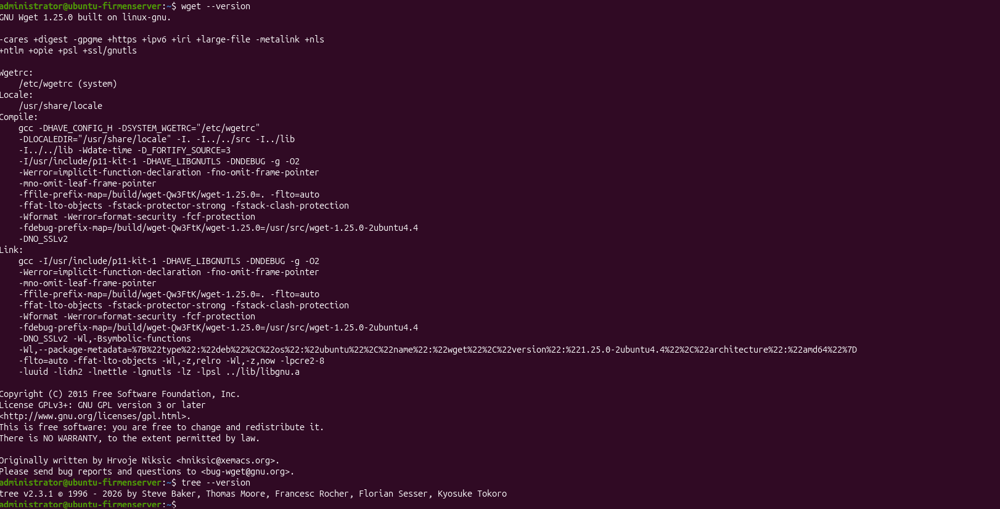 administrator@ubuntu-firmenserver:~$ wget --version
GNU Wget 1.25.0 built on linux-gnu.

-cares +digest -gpgme +https +ipv6 +iri +large-file -metalink +nls
+ntlm +opie +psl +ssl/gnutls

Wgetrc:
    /etc/wgetrc (system)
Locale:
    /usr/share/locale
Compile:
    gcc -DHAVE_CONFIG_H -DSYSTEM_WGETRC="/etc/wgetrc"
    -DLOCALEDIR="/usr/share/locale" -I. -I../../src -I../lib
    -I../../lib -Wdate-time -D_FORTIFY_SOURCE=3
    -I/usr/include/p11-kit-1 -DHAVE_LIBGNUTLS -DNDEBUG -g -O2
    -Werror=implicit-function-declaration -fno-omit-frame-pointer
    -mno-omit-leaf-frame-pointer
    -ffile-prefix-map=/build/wget-Qw3FtK/wget-1.25.0=. -flto=auto
    -ffat-lto-objects -fstack-protector-strong -fstack-clash-protection
    -Wformat -Werror=format-security -fcf-protection
    -fdebug-prefix-map=/build/wget-Qw3FtK/wget-1.25.0=/usr/src/wget-1.25.0-2ubuntu4.4
    -DNO_SSLv2
Link:
    gcc -I/usr/include/p11-kit-1 -DHAVE_LIBGNUTLS -DNDEBUG -g -O2
    -Werror=implicit-function-declaration -fno-omit-frame-pointer
    -mno-omit-leaf-frame-pointer
    -ffile-prefix-map=/build/wget-Qw3FtK/wget-1.25.0=. -flto=auto
    -ffat-lto-objects -fstack-protector-strong -fstack-clash-protection
    -Wformat -Werror=format-security -fcf-protection
    -fdebug-prefix-map=/build/wget-Qw3FtK/wget-1.25.0=/usr/src/wget-1.25.0-2ubuntu4.4
    -DNO_SSLv2 -Wl,-Bsymbolic-functions
    -Wl,--package-metadata=%7B%22type%22:%22deb%22%2C%22os%22:%22ubuntu%22%2C%22name%22:%22wget%22%2C%22version%22:%221.25.0-2ubuntu4.4%22%2C%22architecture%22:%22amd64%22%7D
    -flto=auto -ffat-lto-objects -Wl,-z,relro -Wl,-z,now -lpcre2-8
    -luuid -lidn2 -lnettle -lgnutls -lz -lpsl ../lib/libgnu.a

Copyright (C) 2015 Free Software Foundation, Inc.
License GPLv3+: GNU GPL version 3 or later
<http://www.gnu.org/licenses/gpl.html>.
This is free software: you are free to change and redistribute it.
There is NO WARRANTY, to the extent permitted by law.

Originally written by Hrvoje Niksic <hniksic@xemacs.org>.
Please send bug reports and questions to <bug-wget@gnu.org>.
administrator@ubuntu-firmenserver:~$ tree --version
tree v2.3.1 © 1996 - 2026 by Steve Baker, Thomas Moore, Francesc Rocher, Florian Sesser, Kyosuke Tokoro
administrator@ubuntu-firmenserver:~$